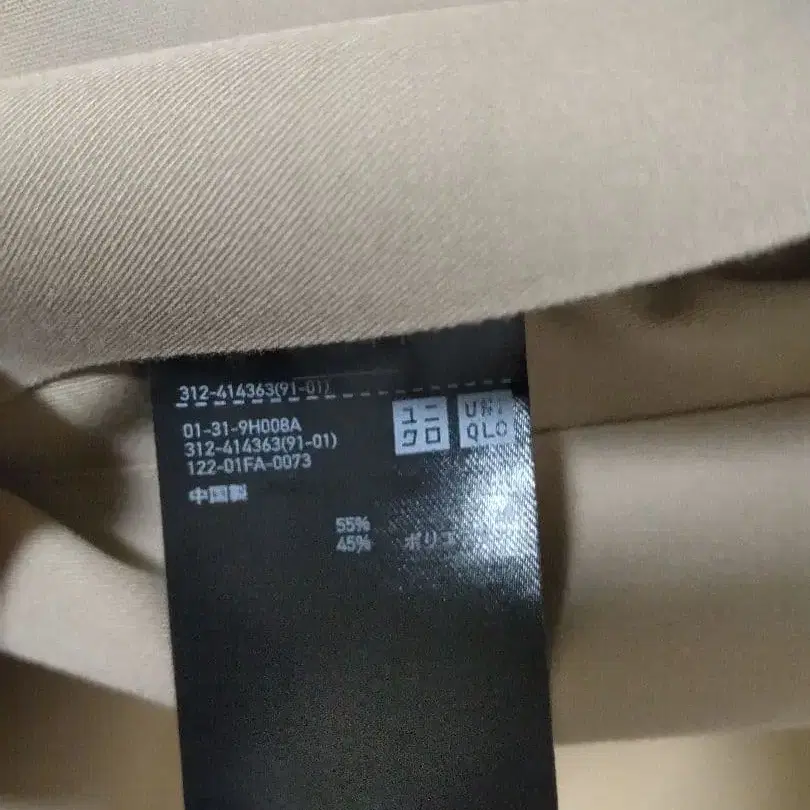 312-414363(91-01)
ユニ
クロ
UNI
QLO
01-31-9H008A
312-414363(91-01)
122-01FA-0073
中国製
55%
45% ポリエ